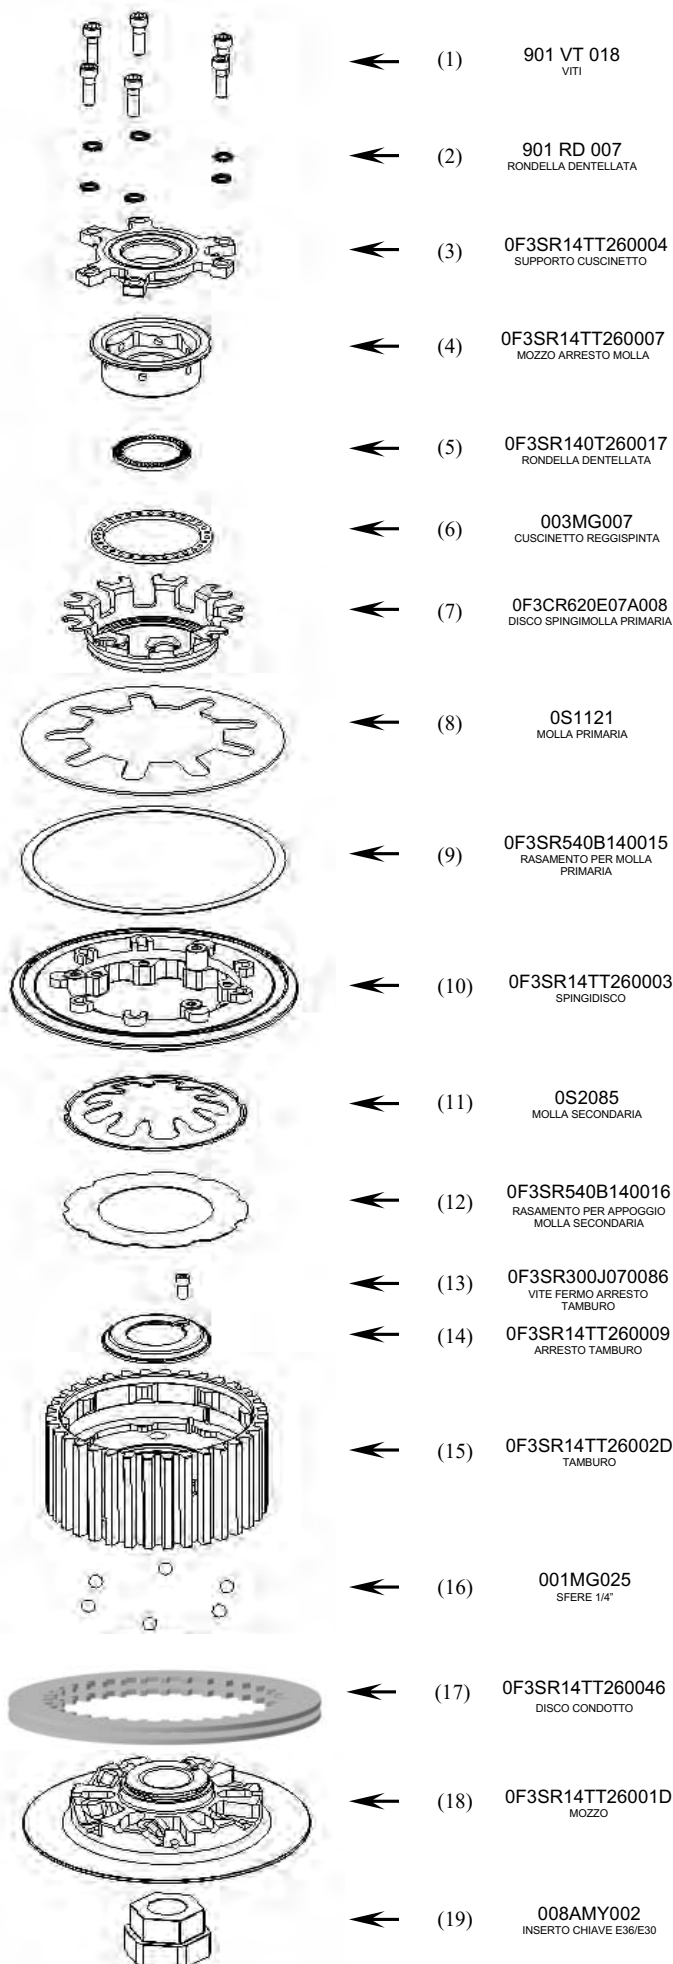 (1) 901 VT 018
VITI
(2) 901 RD 007
RONDELLA DENTELLATA
(3) 0F3SR14TT260004
SUPPORTO CUSCINETTO
(4) 0F3SR14TT260007
MOZZO ARRESTO MOLLA
(5) 0F3SR140T260017
RONDELLA DENTELLATA
(6) 003MG007
CUSCINETTO REGGISPINTA
(7) 0F3CR620E07A008
DISCO SPINGIMOLLA PRIMARIA
(8) 0S1121
MOLLA PRIMARIA
(9) 0F3SR540B140015
RASAMENTO PER MOLLA
PRIMARIA
(10) 0F3SR14TT260003
SPINGIDISCO
(11) 0S2085
MOLLA SECONDARIA
(12) 0F3SR540B140016
RASAMENTO PER APPOGGIO
MOLLA SECONDARIA
(13) 0F3SR300J070086
VITE FERMO ARRESTO
TAMBURO
(14) 0F3SR14TT260009
ARRESTO TAMBURO
(15) 0F3SR14TT26002D
TAMBURO
(16) 001MG025
SFERE 1/4"
(17) 0F3SR14TT260046
DISCO CONDOTTO
(18) 0F3SR14TT26001D
MOZZO
(19) 008AMY002
INSERTO CHIAVE E36/E30